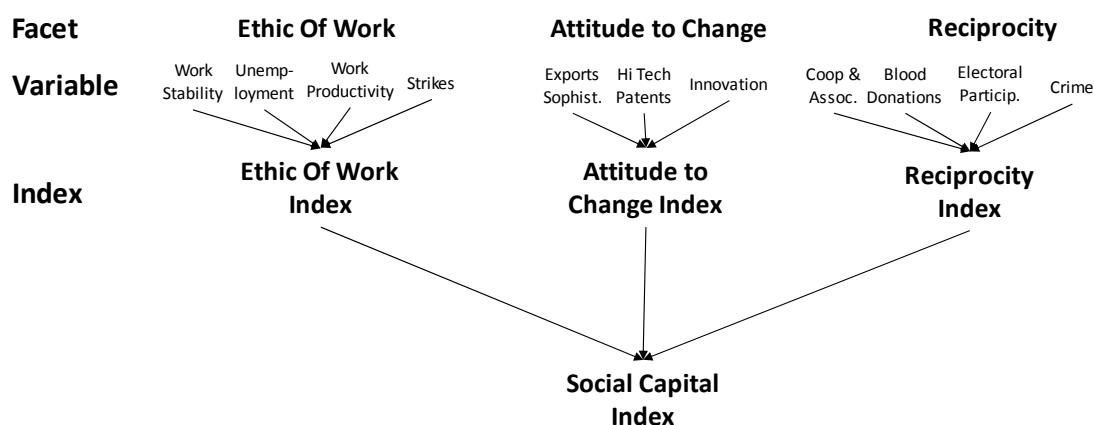 Facet
Ethic Of Work
Attitude to Change
Reciprocity
Variable
Work
Stability
Unemp-
loyment
Work
Productivity
Strikes
Exports
Sophist.
Hi Tech
Patents
Innovation
Coop &
Assoc.
Blood
Donations
Electoral
Particip.
Crime
Index
Ethic Of Work
Index
Attitude to
Change Index
Reciprocity
Index
Social Capital
Index